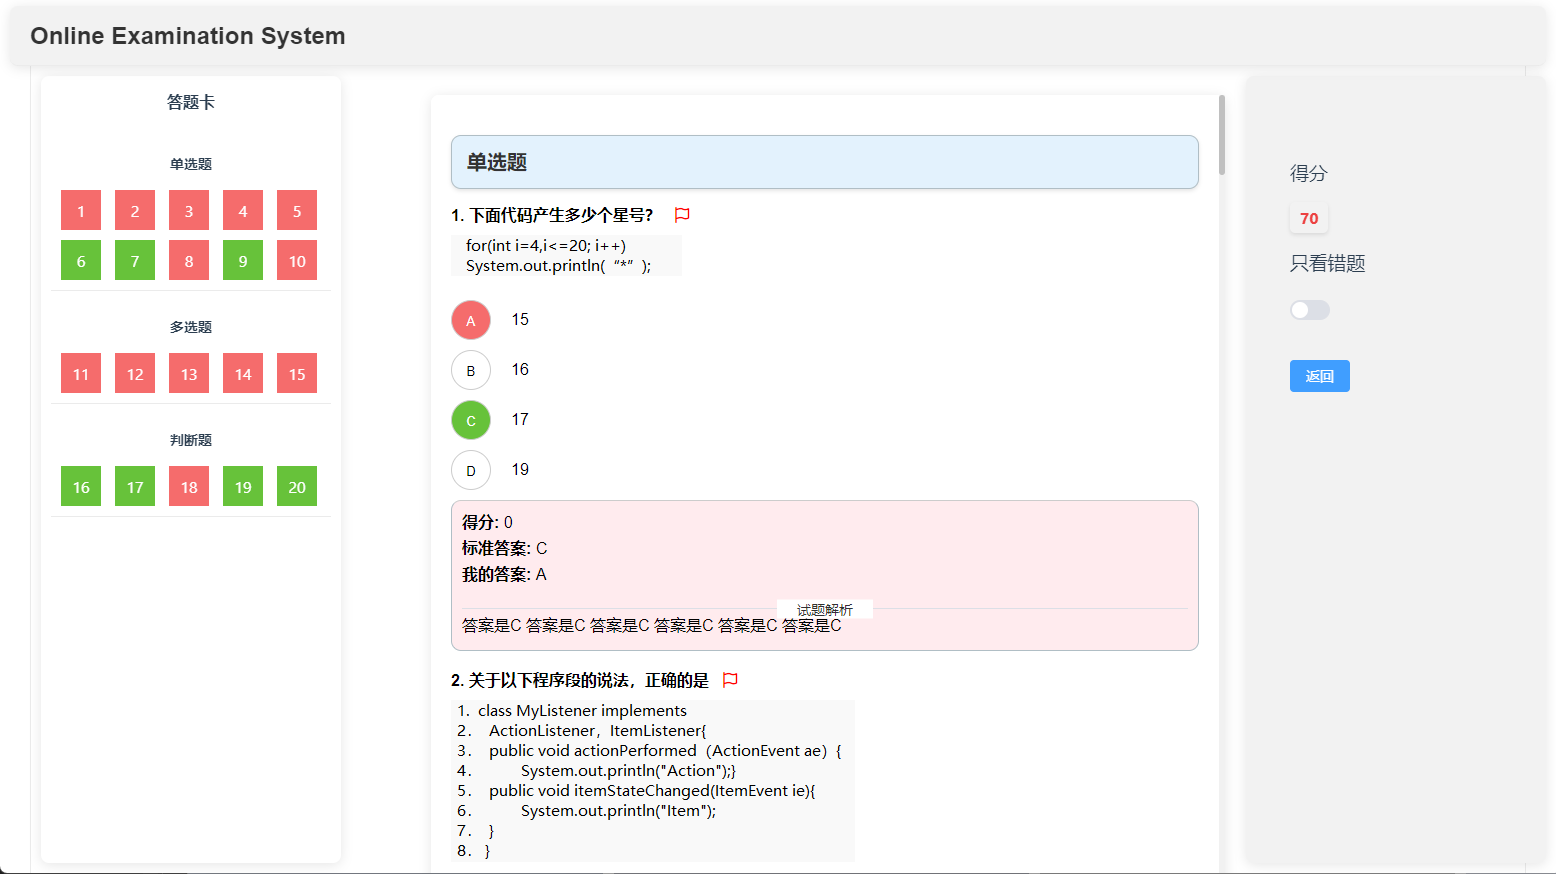 Online Examination System
答题卡
单选题
1 2 3 4 5
6 7 8 9 10
多选题
11 12 13 14 15
判断题
16 17 18 19 20
单选题
1. 下面代码产生多少个星号?
for(int i=4,i<=20; i++)
System.out.println( “*” );
A 15
B 16
C 17
D 19
得分: 0
标准答案: C
我的答案: A
试题解析
答案是C 答案是C 答案是C 答案是C 答案是C 答案是C
2. 关于以下程序段的说法，正确的是
1. class MyListener implements
2. ActionListener，ItemListener{
3. public void actionPerformed（ActionEvent ae）{
4. System.out.println("Action");}
5. public void itemStateChanged(ItemEvent ie){
6. System.out.println("Item");
7. }
8. }
得分
70
只看错题
返回